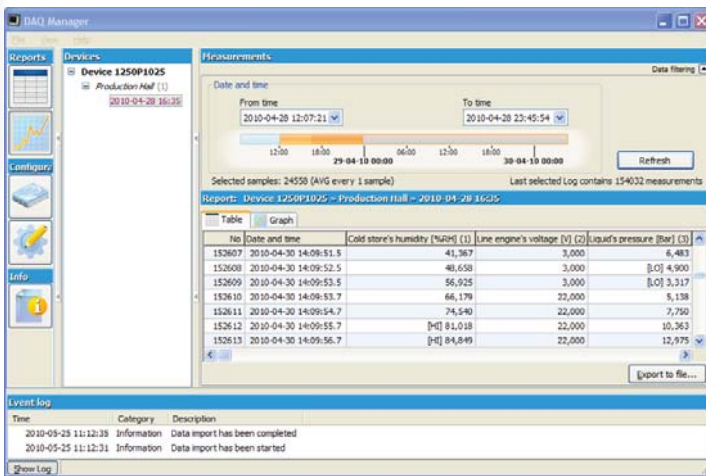 DAQ Manager
File View Help
Reports
Devices
Device 1250P1025
Production Hall (1)
2010-04-28 16:35
Configura
Info
Measurements
Data filtering
Date and time
From time To time
2010-04-28 12:07:21 2010-04-28 23:45:54
12:00 18:00 06:00 12:00 18:00
29-04-10 00:00 30-04-10 00:00
Refresh
Selected samples: 24558 (AVG every 1 sample) Last selected Log contains 154032 measurements
Report: Device 1250P1025 - Production Hall - 2010-04-28 16:35
Table Graph
No Date and time Cold store's humidity [%RH] (1) Line engine's voltage [V] (2) Liquid's pressure [Bar] (3)
152607 2010-04-30 14:09:51.5 41,367 3,000 6,483
152608 2010-04-30 14:09:52.5 48,658 3,000 [LO] 4,900
152609 2010-04-30 14:09:53.5 56,925 3,000 [LO] 3,317
152610 2010-04-30 14:09:53.7 66,179 22,000 5,138
152611 2010-04-30 14:09:54.7 74,540 22,000 7,750
152612 2010-04-30 14:09:55.7 [HI] 81,018 22,000 10,363
152613 2010-04-30 14:09:56.7 [HI] 84,849 22,000 12,975
Export to file...
Event log
Time Category Description
2010-05-25 11:12:35 Information Data import has been completed
2010-05-25 11:12:31 Information Data import has been started
Show Log